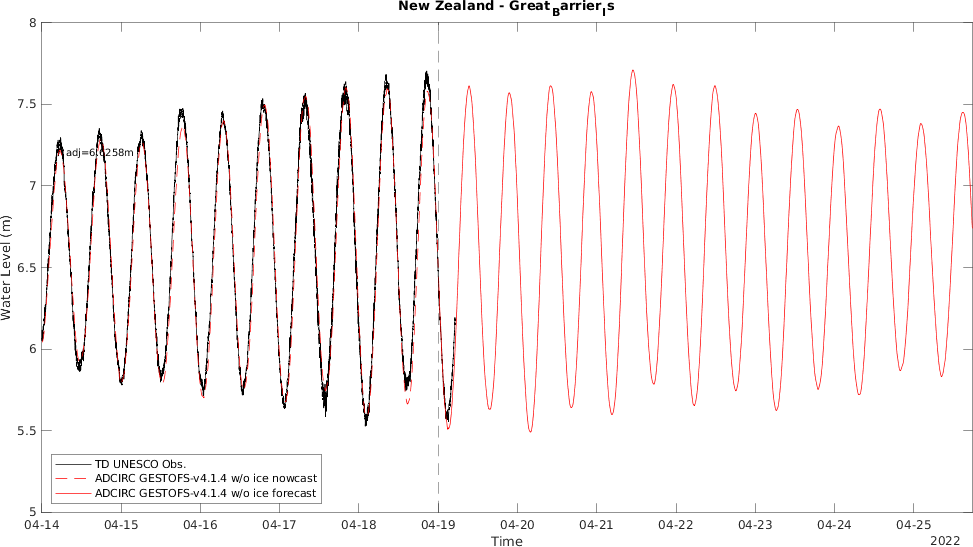 New Zealand - GreatBarrierIs
8
7.5
7
6.5
6
5.5
5
Water Level (m)
adj=6.6258m
TD UNESCO Obs.
ADCIRC GESTOFS-v4.1.4 w/o ice nowcast
ADCIRC GESTOFS-v4.1.4 w/o ice forecast
04-14 04-15 04-16 04-17 04-18 04-19 04-20 04-21 04-22 04-23 04-24 04-25
Time
2022